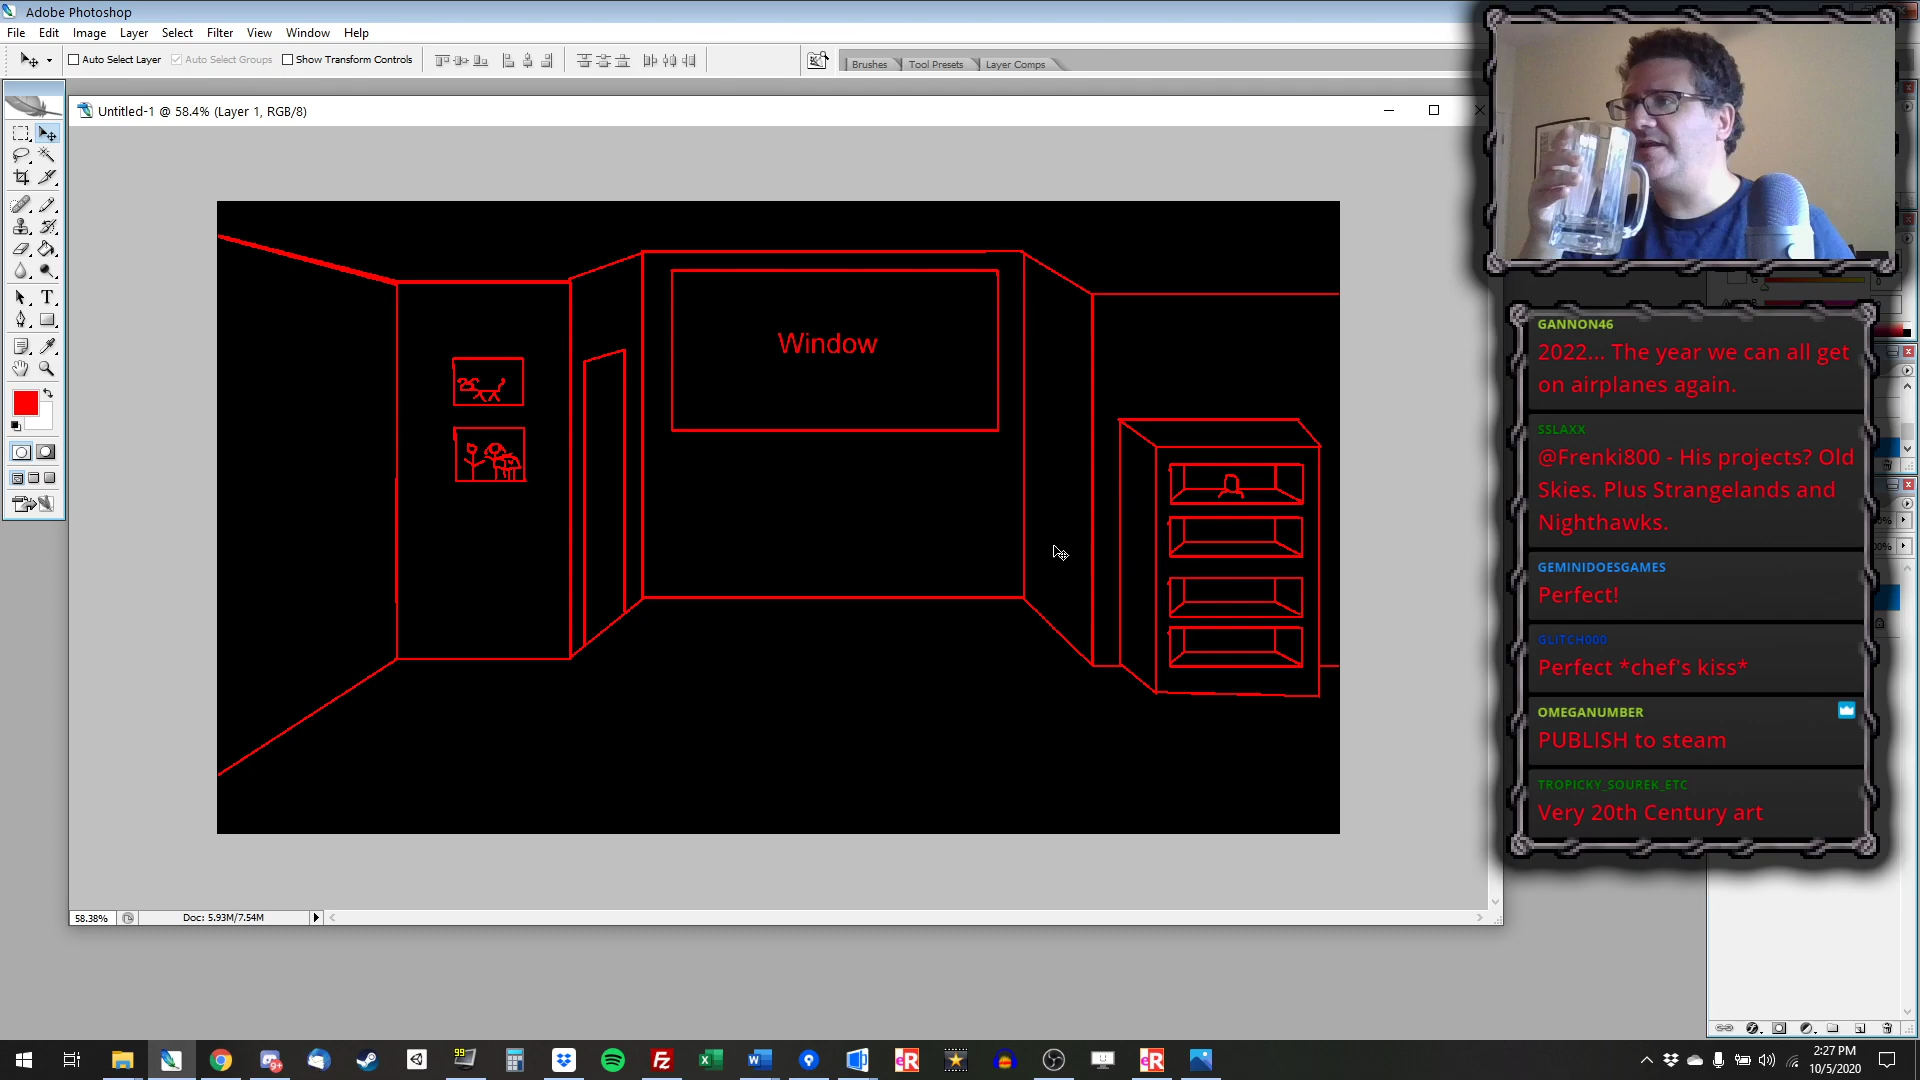 Adobe Photoshop
File Edit Image Layer Select Filter View Window Help
Auto Select Layer Auto Select Groups Show Transform Controls
Brushes Tool Presets Layer Comps
Untitled-1 @ 58.4% (Layer 1, RGB/8)
Window
GANNON46
2022... The year we can all get
on airplanes again.
SSLAXX
@Frenki800 - His projects? Old
Skies. Plus Strangelands and
Nighthawks.
GEMINIDOESGAMES
Perfect!
GLITCH000
Perfect *chef's kiss*
OMEGANUMBER
PUBLISH to steam
TROPICKY_SOUREK_ETC
Very 20th Century art
58.38% Doc: 5.93M/7.54M
2:27 PM
10/5/2020